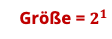 Größe = 2¹